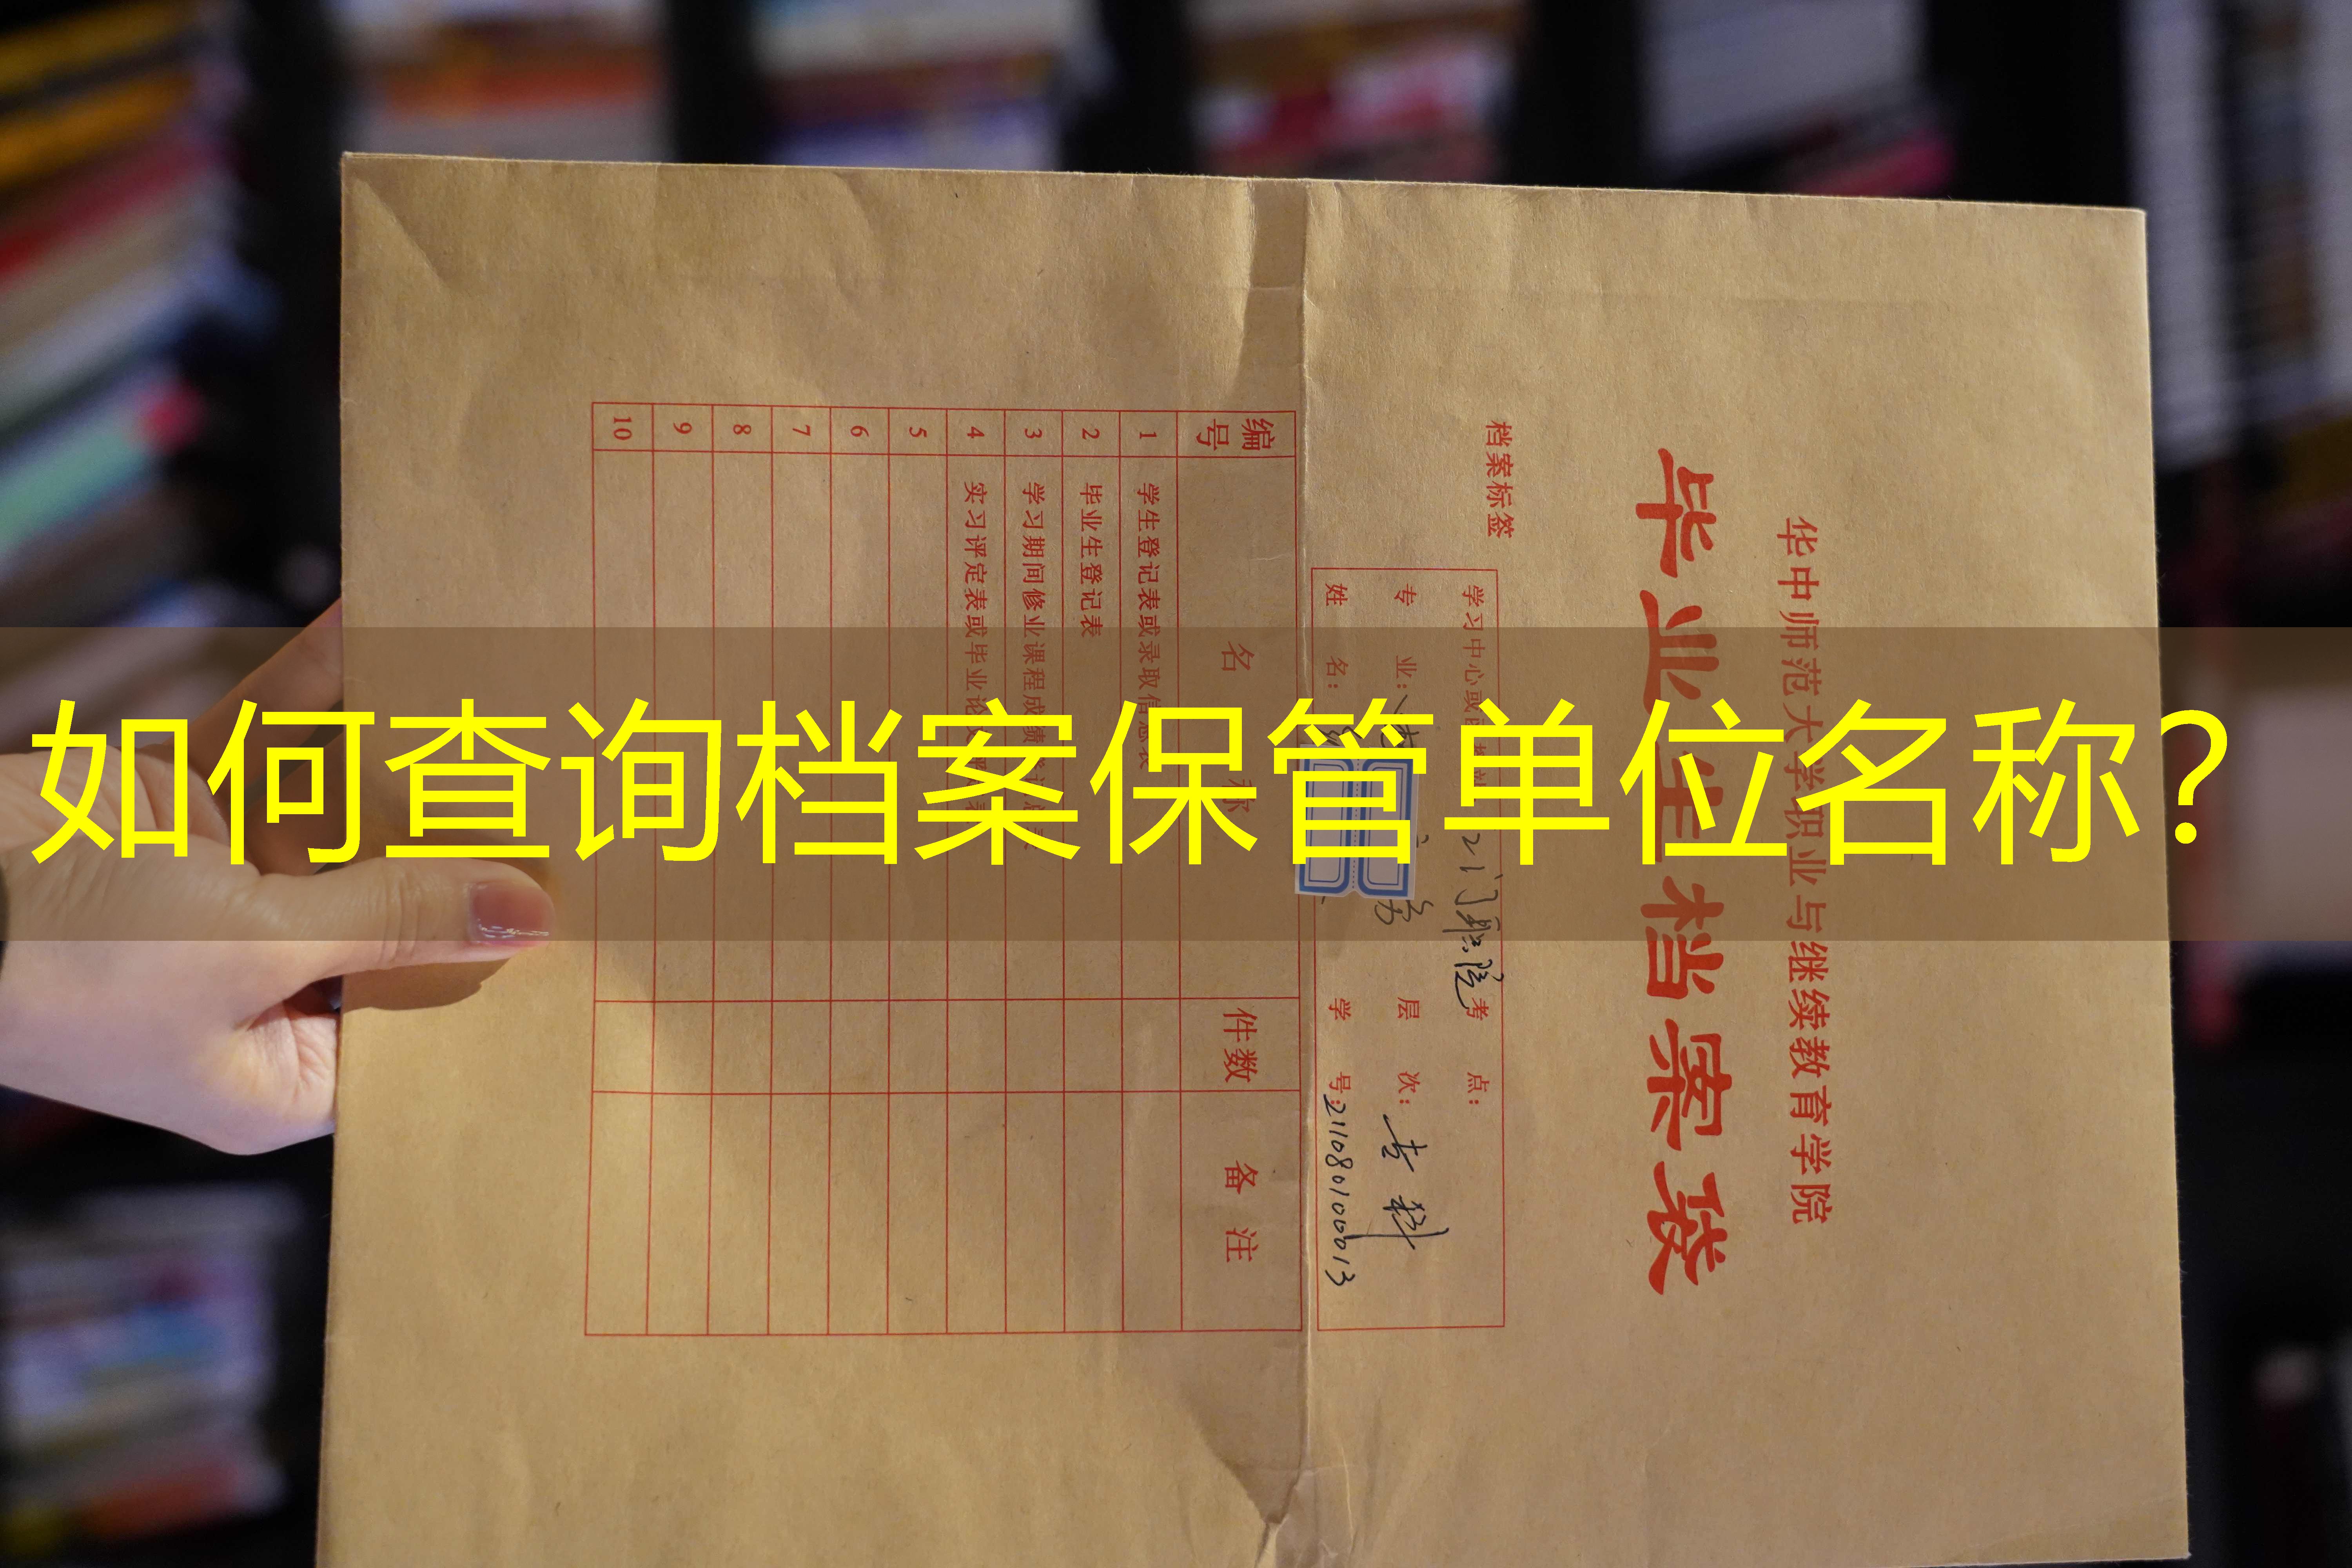 如何查询档案保管单位名称?
华中师范大学职业与继续教育学院
毕业生档案袋
档案标签
学习中心或
考 点:
专 业:
层 次: 专科
姓 名:
学 号: 211080100013
编号 名称 件数 备注
1 学生登记表或录取信息表
2 毕业生登记表
3 学习期间修业课程成绩
4 实习评定表或毕业论文
5
6
7
8
9
10